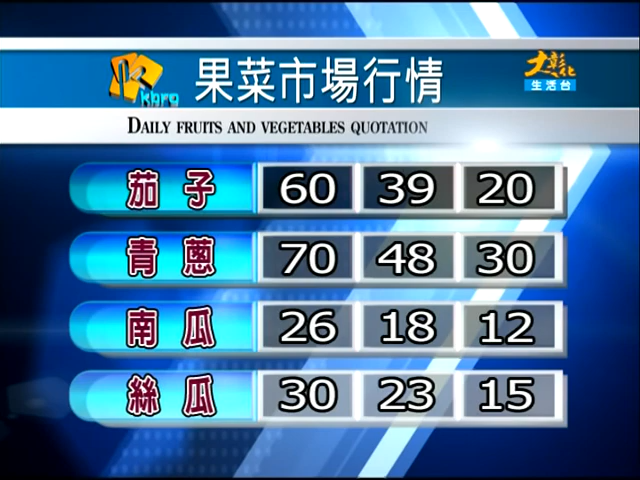 kbro 果菜市場行情 大彰化
生活台
DAILY FRUITS AND VEGETABLES QUOTATION
茄子 60 39 20
青蔥 70 48 30
南瓜 26 18 12
絲瓜 30 23 15